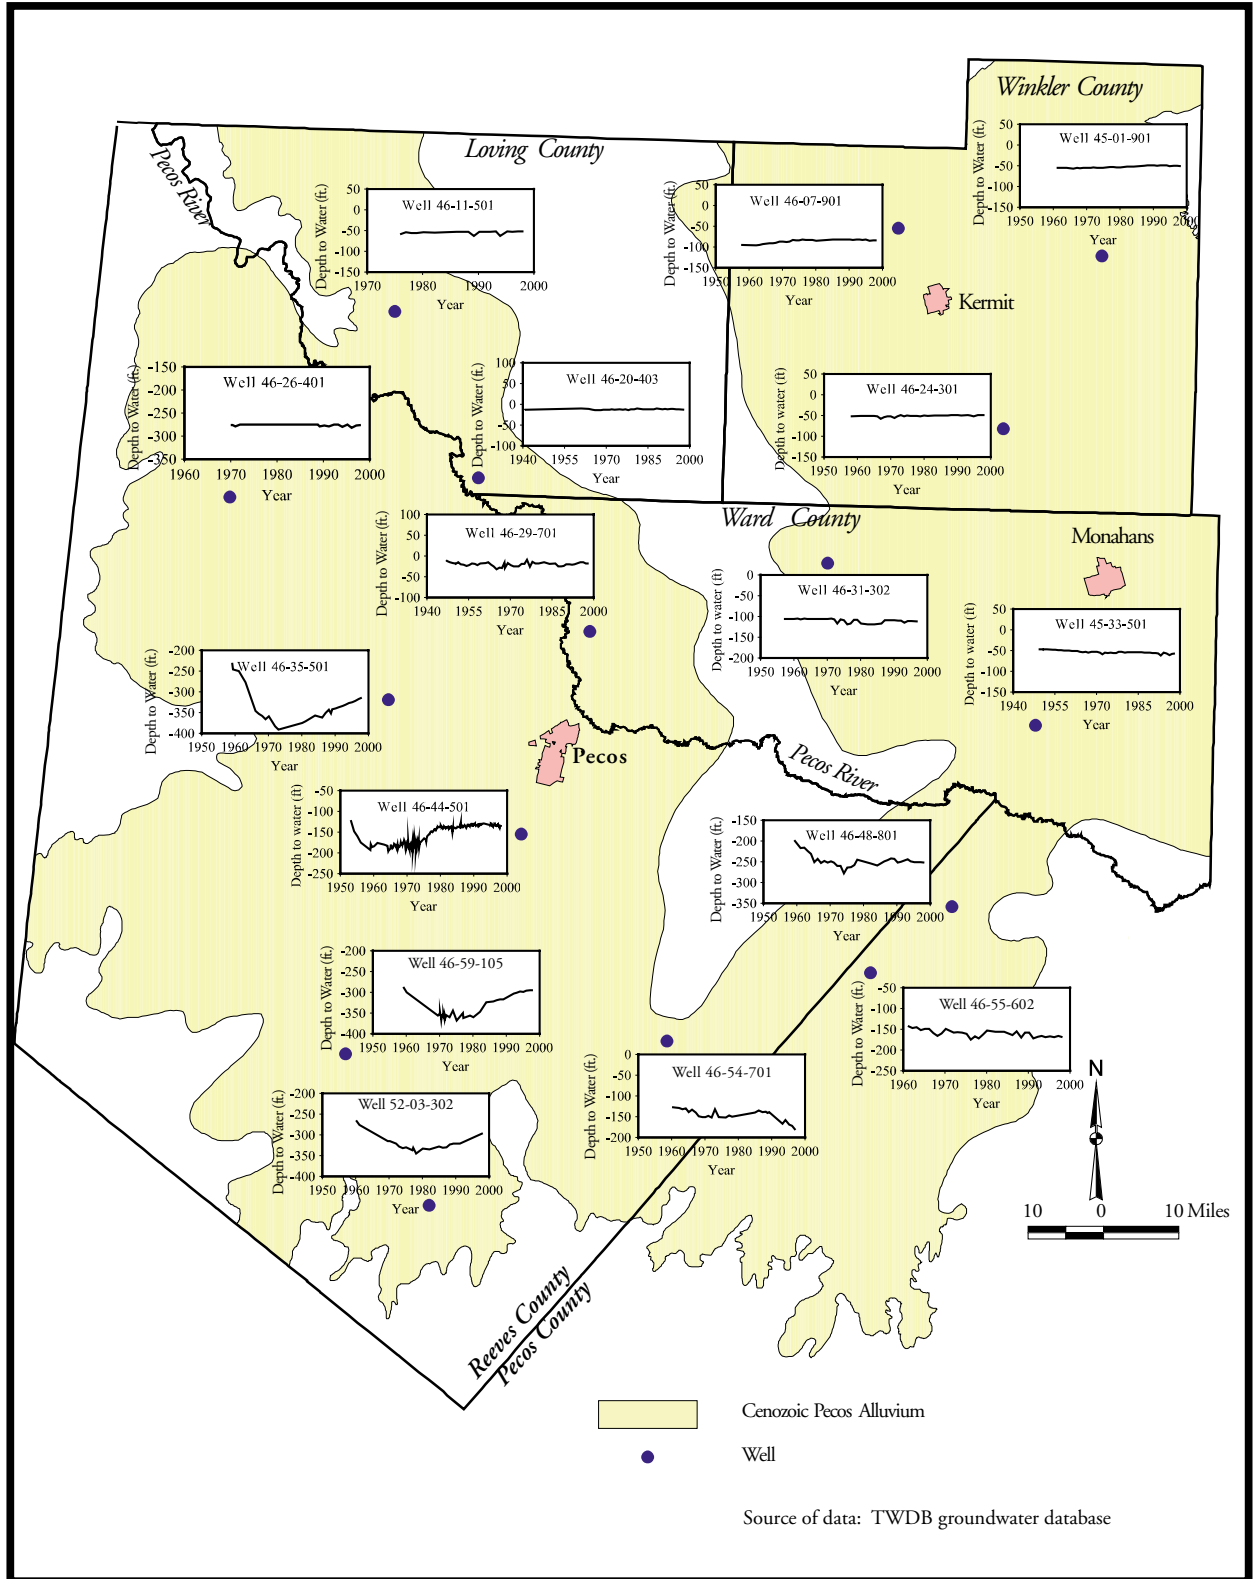 Winkler County
Depth to Water (ft.)
50
0
-50
-100
-150
Well 45-01-901
1950 1960 1970 1980 1990 2000
Year
Loving County
Pecos River
Depth to Water (ft.)
50
0
-50
-100
-150
Well 46-11-501
1970 1980 1990 2000
Year
Depth to Water (ft.)
50
0
-50
-100
-150
Well 46-07-901
1950 1960 1970 1980 1990 2000
Year
Kermit
Depth to Water (ft.)
-150
-200
-250
-300
-350
Well 46-26-401
1960 1970 1980 1990 2000
Year
Depth to Water (ft.)
100
50
0
-50
-100
Well 46-20-403
1940 1955 1970 1985 2000
Year
Depth to water (ft)
50
0
-50
-100
-150
Well 46-24-301
1950 1960 1970 1980 1990 2000
Year
Ward County
Monahans
Depth to Water (ft.)
100
50
0
-50
-100
Well 46-29-701
1940 1955 1970 1985 2000
Year
Depth to water (ft)
0
-50
-100
-150
-200
Well 46-31-302
1950 1960 1970 1980 1990 2000
Year
Depth to water (ft)
50
0
-50
-100
-150
Well 45-33-501
1940 1955 1970 1985 2000
Year
Depth to Water (ft.)
-200
-250
-300
-350
-400
Well 46-35-501
1950 1960 1970 1980 1990 2000
Year
Pecos
Pecos River
Depth to water (ft)
-50
-100
-150
-200
-250
Well 46-44-501
1950 1960 1970 1980 1990 2000
Year
Depth to Water (ft.)
-150
-200
-250
-300
-350
Well 46-48-801
1950 1960 1970 1980 1990 2000
Year
Depth to Water (ft.)
-200
-250
-300
-350
-400
Well 46-59-105
1950 1960 1970 1980 1990 2000
Year
Depth to Water (ft.)
-50
-100
-150
-200
-250
Well 46-55-602
1960 1970 1980 1990 2000
Year
Depth to Water (ft.)
0
-50
-100
-150
-200
Well 46-54-701
1950 1960 1970 1980 1990 2000
Year
Depth to Water (ft.)
-200
-250
-300
-350
-400
Well 52-03-302
1950 1960 1970 1980 1990 2000
Year
N
10 0 10 Miles
Reeves County
Pecos County
Cenozoic Pecos Alluvium
Well
Source of data: TWDB groundwater database